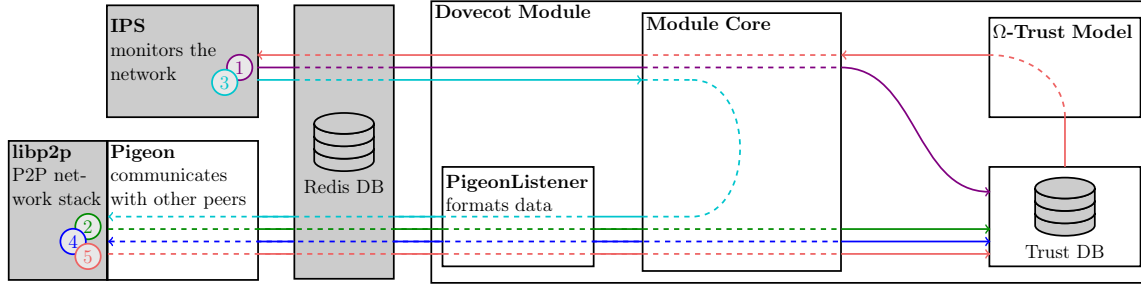 IPS
monitors the
network
1
3
Redis DB
Dovecot Module
Module Core
Ω-Trust Model
libp2p
P2P net-
work stack
2
4
5
Pigeon
communicates
with other peers
PigeonListener
formats data
Trust DB